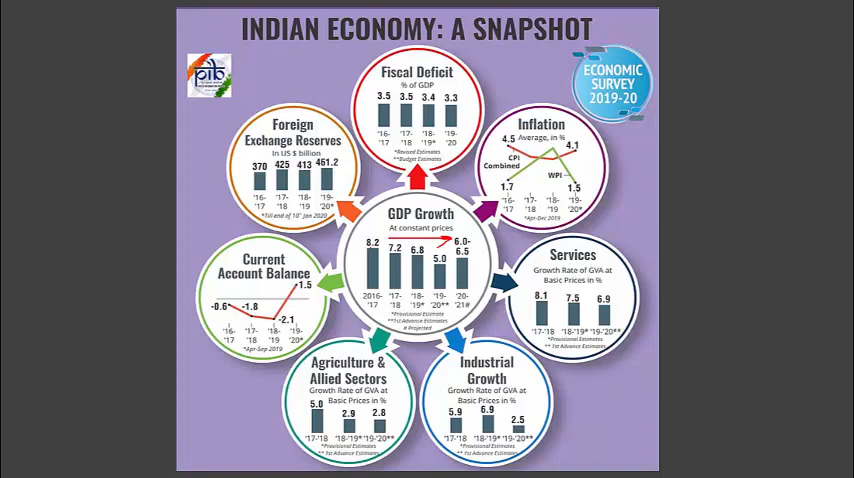 INDIAN ECONOMY: A SNAPSHOT
pib
ECONOMIC
SURVEY
2019-20
Fiscal Deficit
% of GDP
3.5 3.5 3.4 3.3
'16-'17 '17-'18 '18-'19* '19-'20
*Revised Estimates
**Budget Estimates
Foreign
Exchange Reserves
In US $ billion
370 425 413 461.2
'16-'17 '17-'18 '18-'19 '19-'20*
*Till end of 10th Jan 2020
Inflation
Average, in %
4.5 4.1
CPI
Combined
WPI
1.7 1.5
'16-'17 '17-'18 '18-'19 '19-'20*
*Apr-Dec 2019
GDP Growth
At constant prices
8.2 7.2 6.8 5.0 6.0-6.5
2016-'17 '17-'18 '18-'19* '19-'20** '20-'21#
*Provisional Estimate
**1st Advance Estimates
# Projected
Current
Account Balance
1.5
-0.6 -1.8 -2.1
'16-'17 '17-'18 '18-'19 '19-'20*
*Apr-Sep 2019
Services
Growth Rate of GVA at
Basic Prices in %
8.1 7.5 6.9
'17-'18 '18-'19* '19-'20**
*Provisional Estimates
** 1st Advance Estimates
Agriculture &
Allied Sectors
Growth Rate of GVA at
Basic Prices in %
5.0 2.9 2.8
'17-'18 '18-'19* '19-'20**
*Provisional Estimates
** 1st Advance Estimates
Industrial
Growth
Growth Rate of GVA at
Basic Prices in %
5.9 6.9 2.5
'17-'18 '18-'19* '19-'20**
*Provisional Estimates
** 1st Advance Estimates